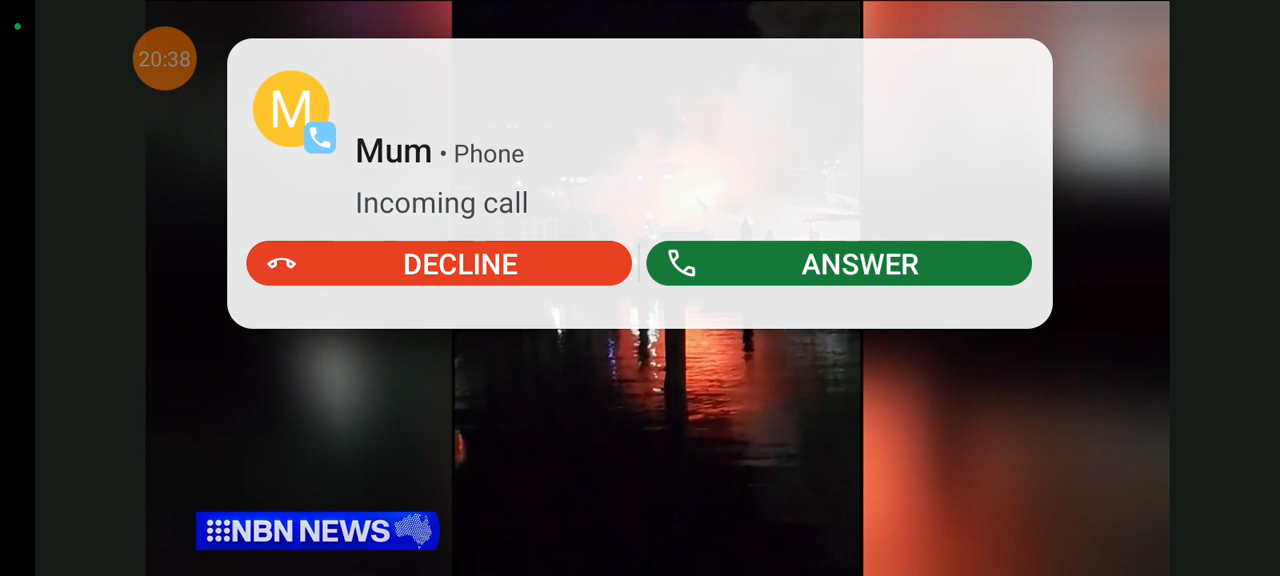 20:38
M
Mum • Phone
Incoming call
DECLINE
ANSWER
NBN NEWS